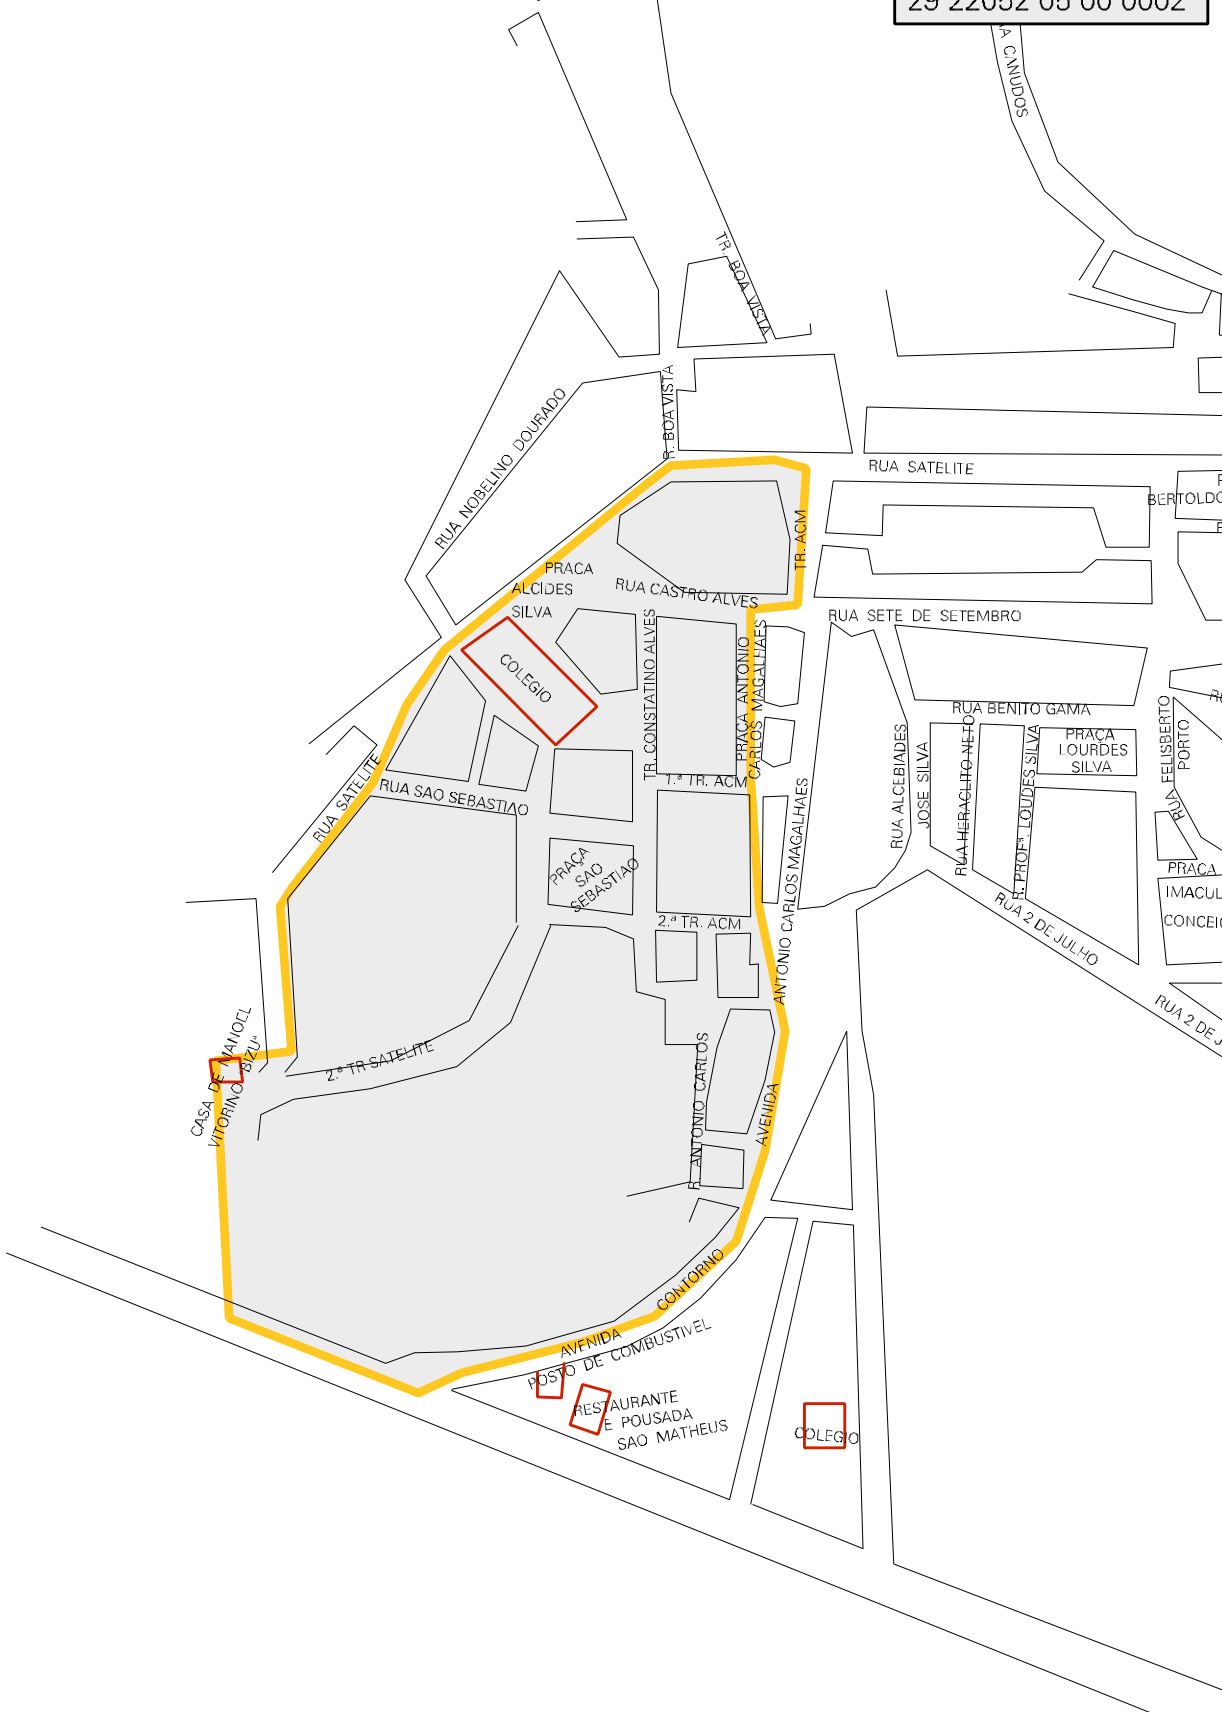 29 22052 05 00 0002
CANUDOS
TR. BOA VISTA
R. BOA VISTA
RUA NOBELINO DOURADO
RUA SATELITE
BERTOLDO
TR. ACM
PRACA
ALCIDES
SILVA
RUA CASTRO ALVES
RUA SETE DE SETEMBRO
COLEGIO
TR. CONSTATINO ALVES
PRAÇA ANTONIO
CARLOS MAGALHAES
RUA BENITO GAMA
RUA FELISBERTO
PORTO
PRAÇA
LOURDES
SILVA
RUA ALCEBIADES
JOSE SILVA
RUA HERACLITO NETO
R. PROFª. LOUDES SILVA
RUA SATELITE
RUA SAO SEBASTIAO
1.ª TR. ACM
ANTONIO CARLOS MAGALHAES
PRAÇA
SAO
SEBASTIAO
PRACA
IMACUL
CONCEIC
RUA 2 DE JULHO
2.ª TR. ACM
RUA 2 DE J
CASA DE MANOEL
VITORINO "BIZU"
2.ª TR SATELITE
R. ANTONIO CARLOS
AVENIDA
CONTORNO
AVENIDA
POSTO DE COMBUSTIVEL
RESTAURANTE
E POUSADA
SAO MATHEUS
COLEGIO